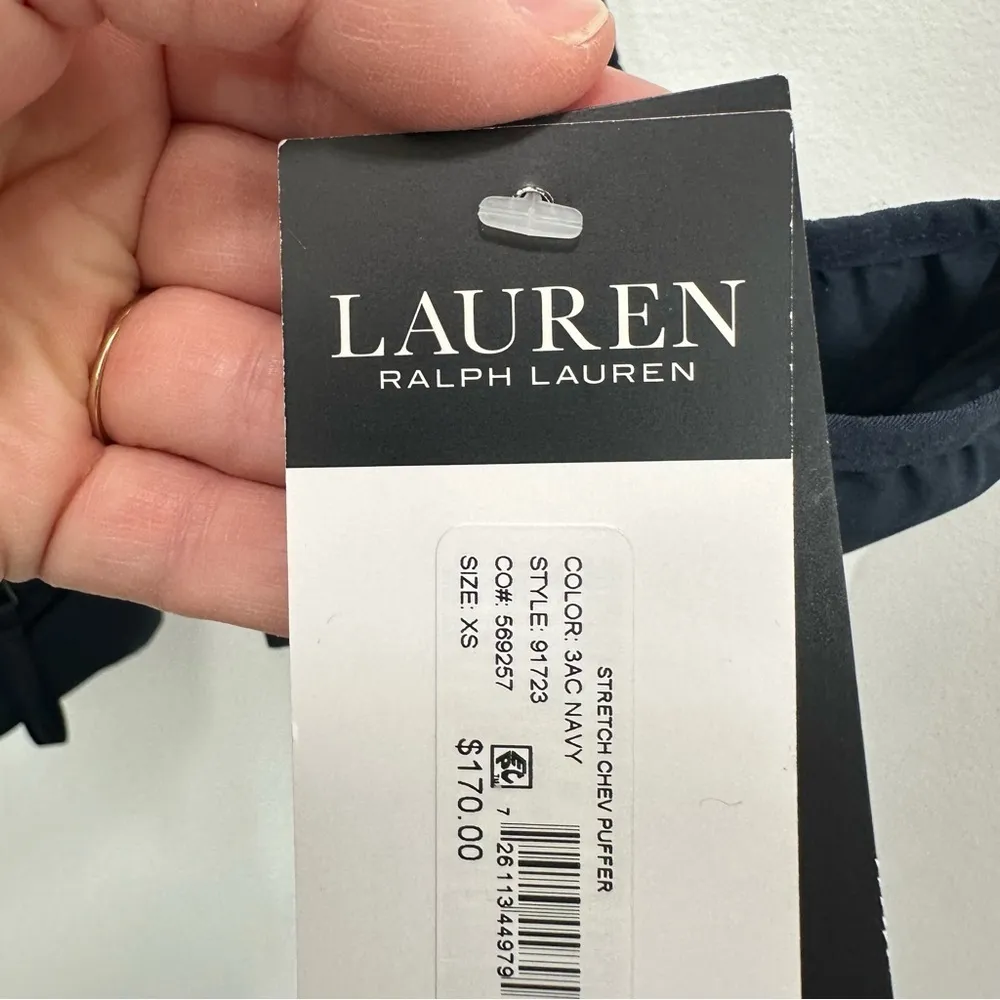 LAUREN
RALPH LAUREN
STRETCH CHEV PUFFER
COLOR: 3AC NAVY
STYLE: 91723
CO#: 569257
SIZE: XS
EPC™
$170.00
7 26113 44979